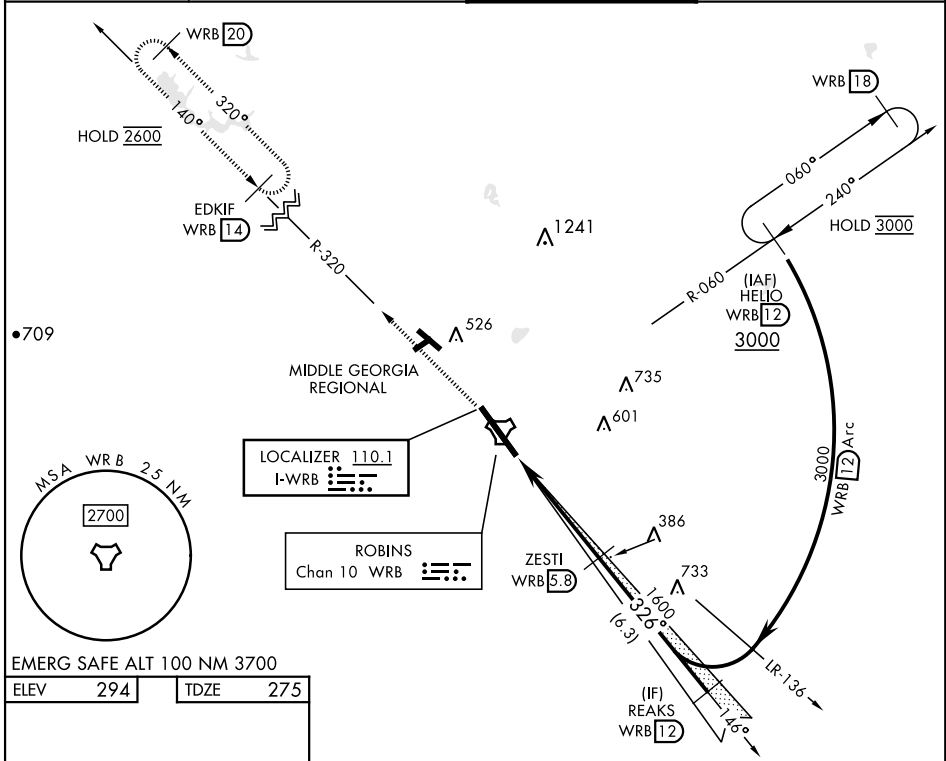 WRB 20
WRB 18
320°
140°
HOLD 2600
060°
240°
HOLD 3000
EDKIF
WRB 14
R-320
1241
R-060
(IAF)
HELIO
WRB 12
3000
709
526
MIDDLE GEORGIA
REGIONAL
735
601
LOCALIZER 110.1
I-WRB
3000
WRB 12 Arc
MSA WRB 25 NM
2700
ROBINS
Chan 10 WRB
386
ZESTI
WRB 5.8
733
1600
326°
(6.3)
LR-136
(IF)
REAKS
WRB 12
146°
EMERG SAFE ALT 100 NM 3700
ELEV 294
TDZE 275